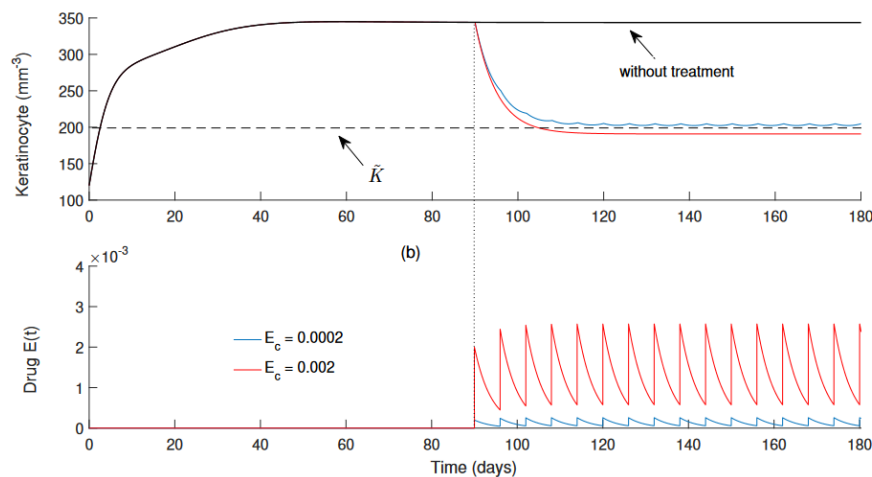 350
300
250
200
150
100
Keratinocyte (mm⁻³)
without treatment
K̃
0 20 40 60 80 100 120 140 160 180
(b)
×10⁻³
4
3
2
1
0
Drug E(t)
E_c = 0.0002
E_c = 0.002
0 20 40 60 80 100 120 140 160 180
Time (days)